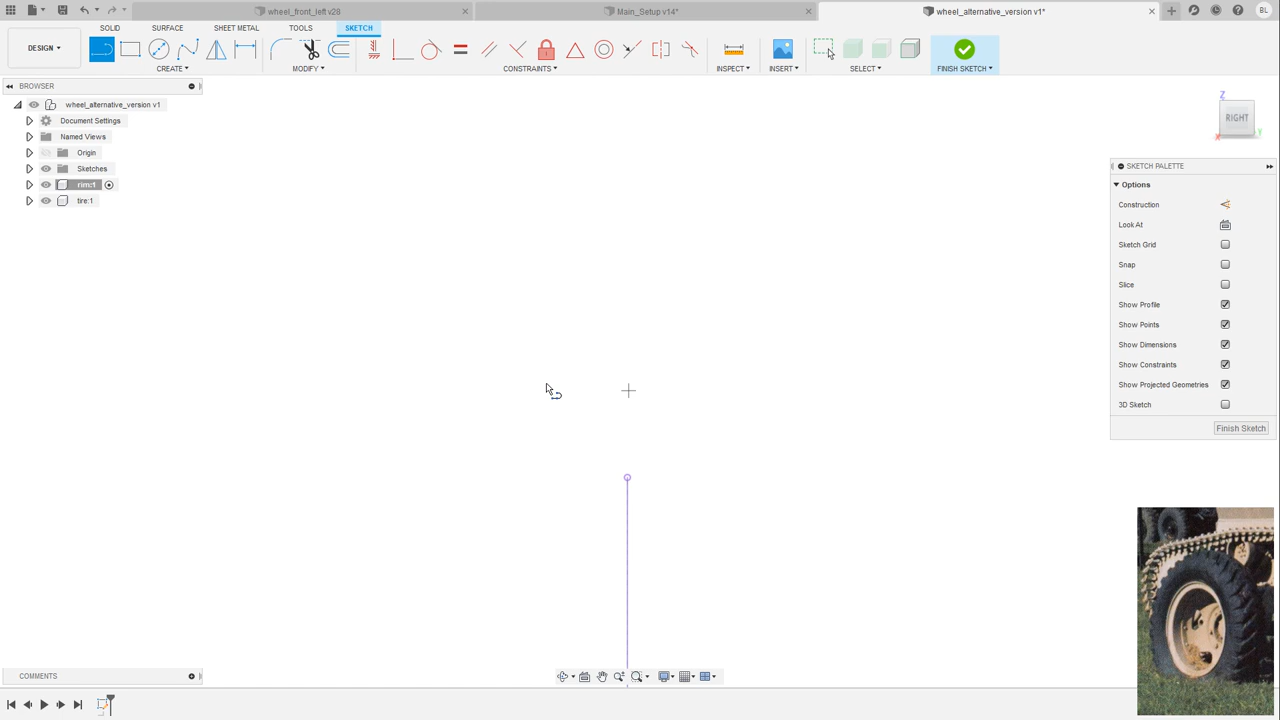 wheel_front_left v28
Main_Setup v14*
wheel_alternative_version v1*
BL
DESIGN
SOLID
SURFACE
SHEET METAL
TOOLS
SKETCH
CREATE
MODIFY
CONSTRAINTS
INSPECT
INSERT
SELECT
FINISH SKETCH
BROWSER
wheel_alternative_version v1
Document Settings
Named Views
Origin
Sketches
rim:1
tire:1
Z
RIGHT
X
Y
SKETCH PALETTE
Options
Construction
Look At
Sketch Grid
Snap
Slice
Show Profile
Show Points
Show Dimensions
Show Constraints
Show Projected Geometries
3D Sketch
Finish Sketch
COMMENTS